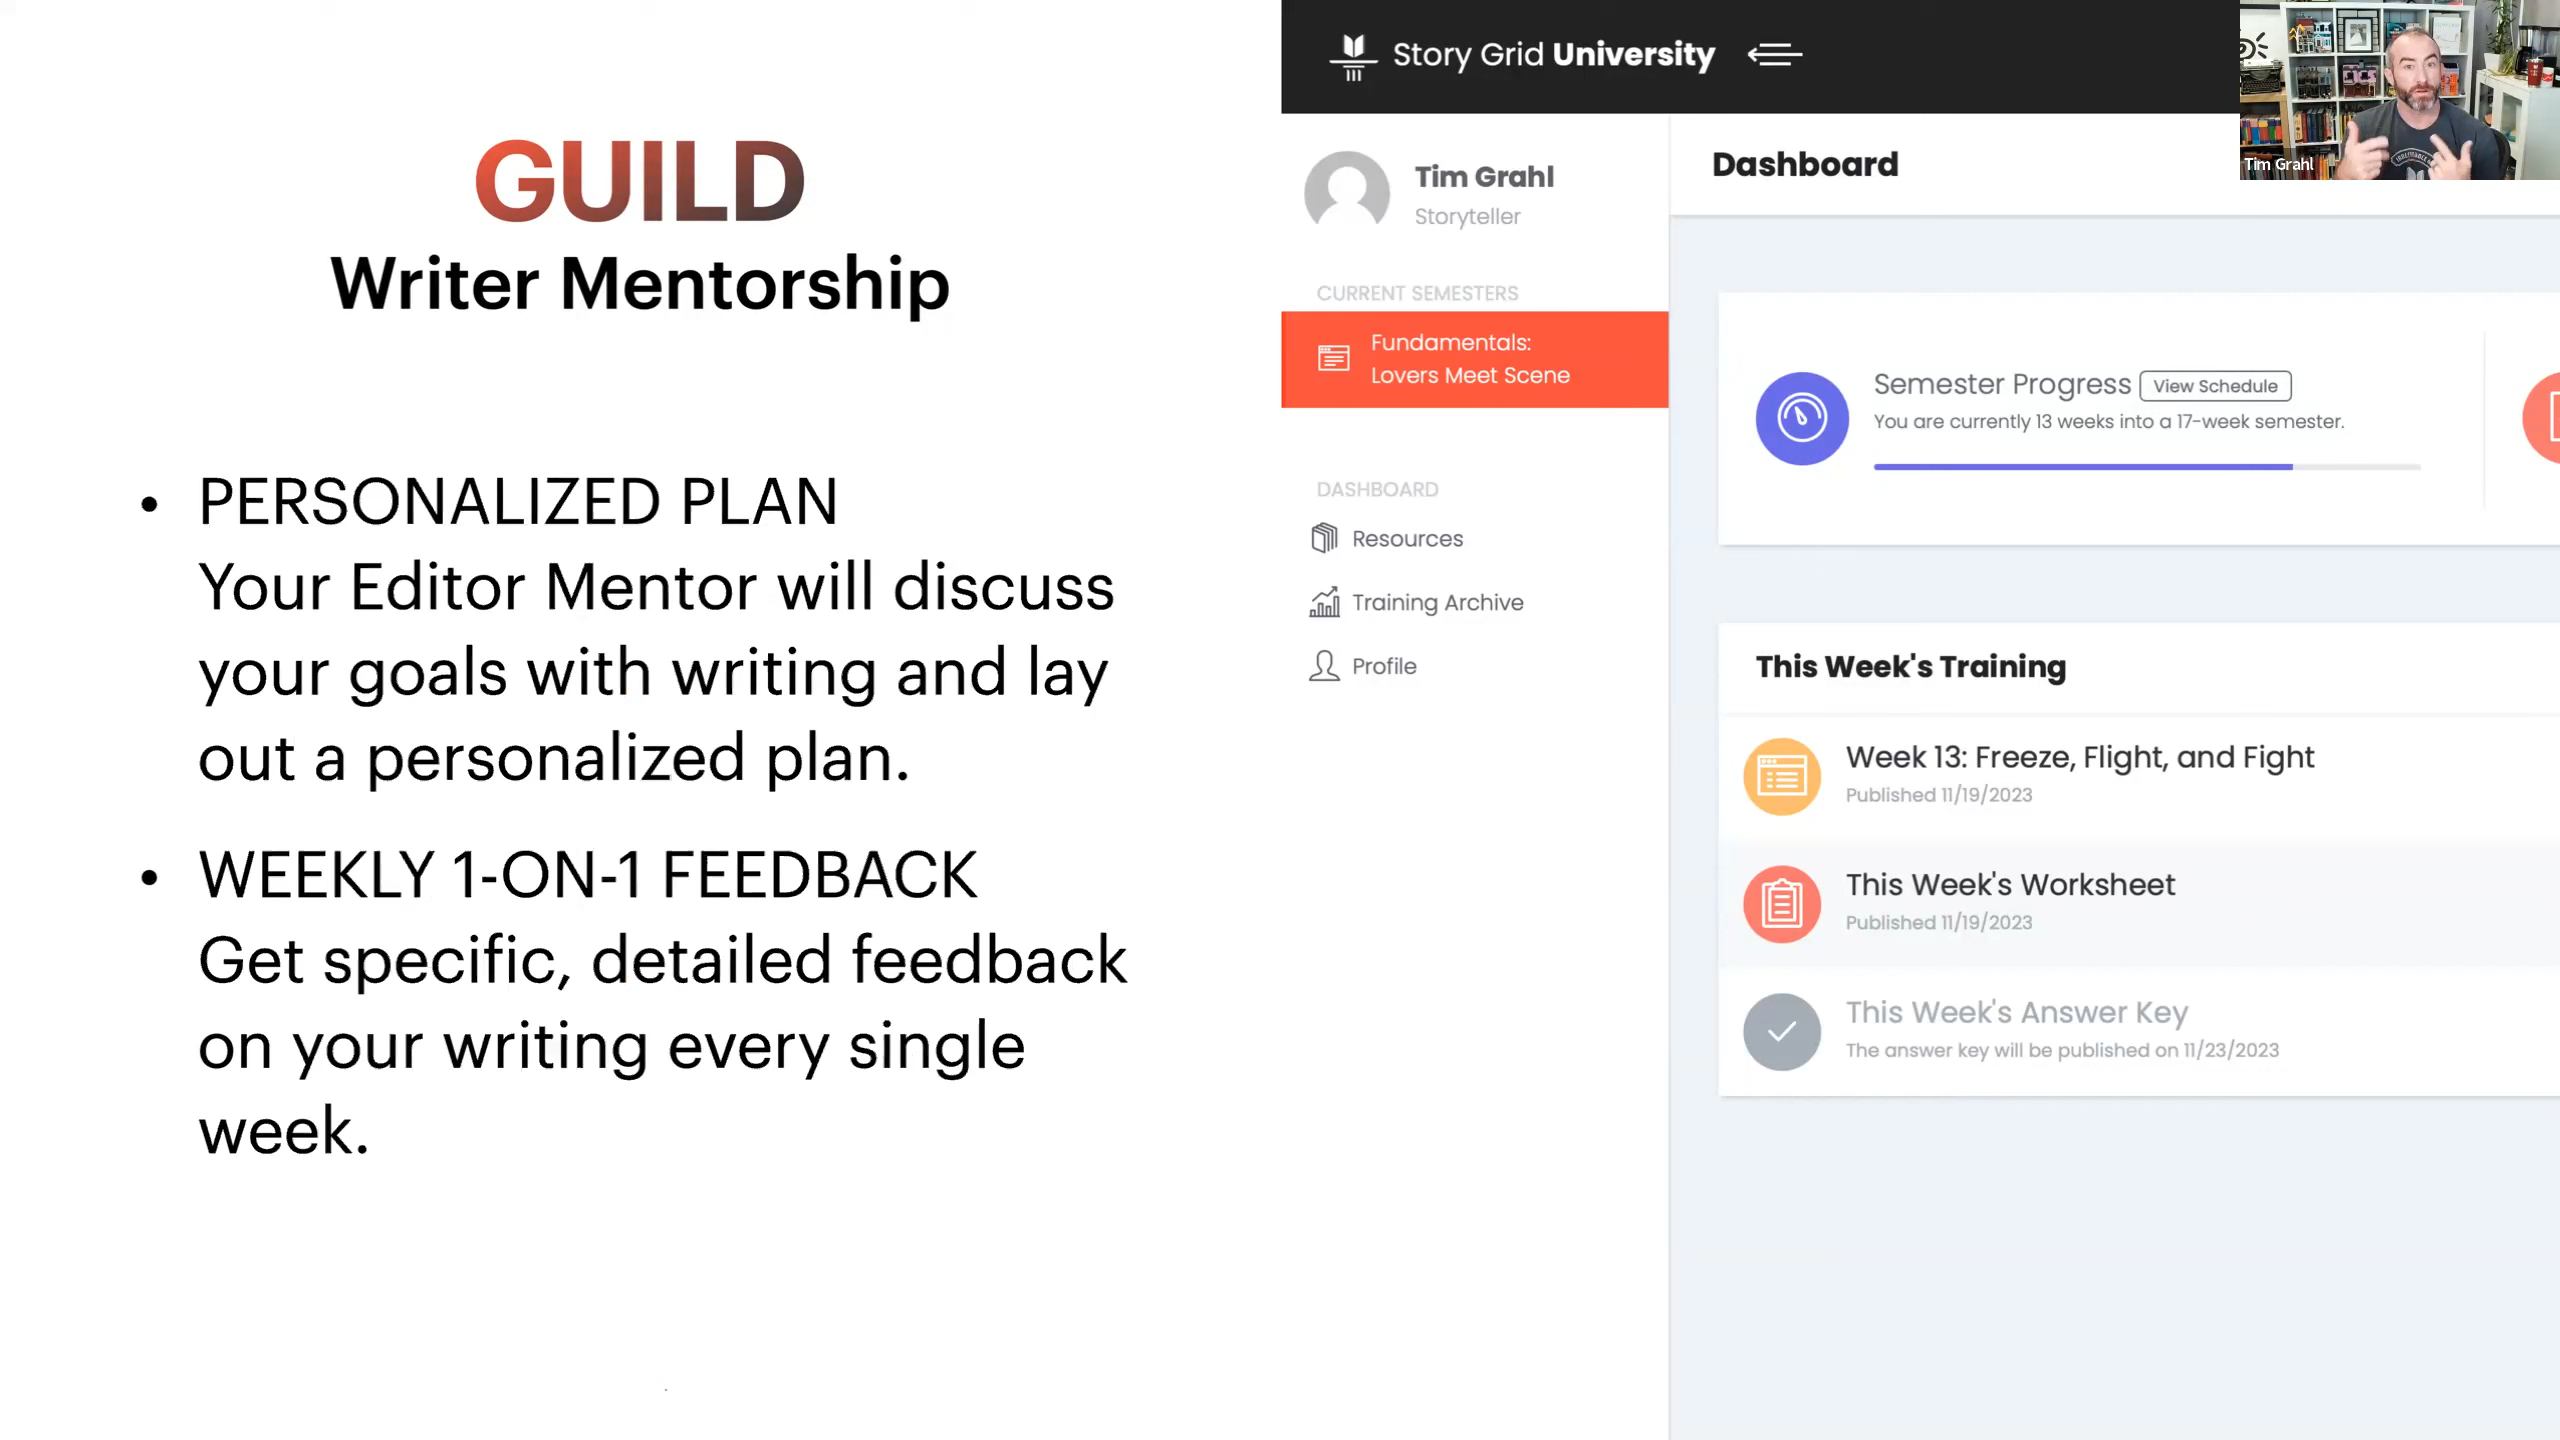 GUILD
Writer Mentorship
• PERSONALIZED PLAN
Your Editor Mentor will discuss
your goals with writing and lay
out a personalized plan.
• WEEKLY 1-ON-1 FEEDBACK
Get specific, detailed feedback
on your writing every single
week.
Story Grid University
Tim Grahl
Storyteller
CURRENT SEMESTERS
Fundamentals:
Lovers Meet Scene
DASHBOARD
Resources
Training Archive
Profile
Dashboard
Semester Progress View Schedule
You are currently 13 weeks into a 17-week semester.
This Week's Training
Week 13: Freeze, Flight, and Fight
Published 11/19/2023
This Week's Worksheet
Published 11/19/2023
This Week's Answer Key
The answer key will be published on 11/23/2023
Tim Grahl